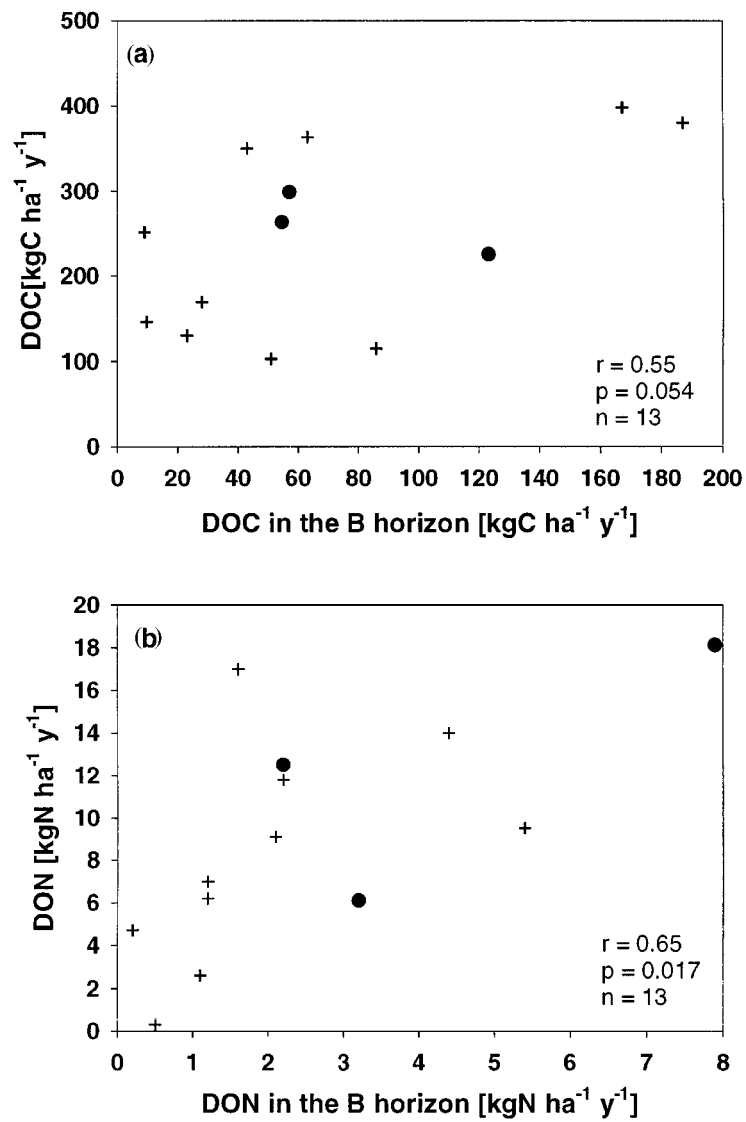 (a)
500
400
300
200
100
0
DOC[kgC ha⁻¹ y⁻¹]
r = 0.55
p = 0.054
n = 13
0 20 40 60 80 100 120 140 160 180 200
DOC in the B horizon [kgC ha⁻¹ y⁻¹]
(b)
20
18
16
14
12
10
8
6
4
2
0
DON [kgN ha⁻¹ y⁻¹]
r = 0.65
p = 0.017
n = 13
0 1 2 3 4 5 6 7 8
DON in the B horizon [kgN ha⁻¹ y⁻¹]